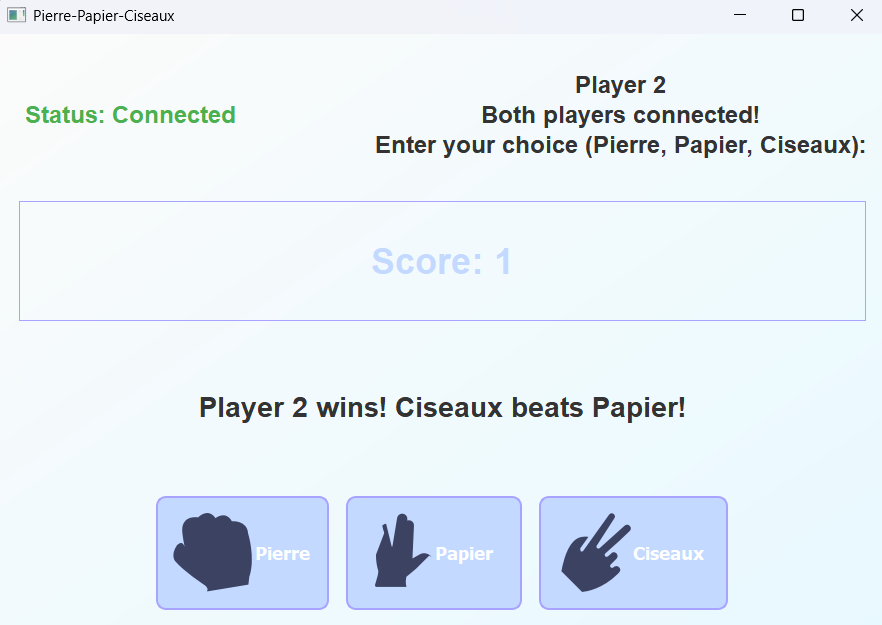 Pierre-Papier-Ciseaux
Status: Connected
Player 2
Both players connected!
Enter your choice (Pierre, Papier, Ciseaux):
Score: 1
Player 2 wins! Ciseaux beats Papier!
Pierre
Papier
Ciseaux